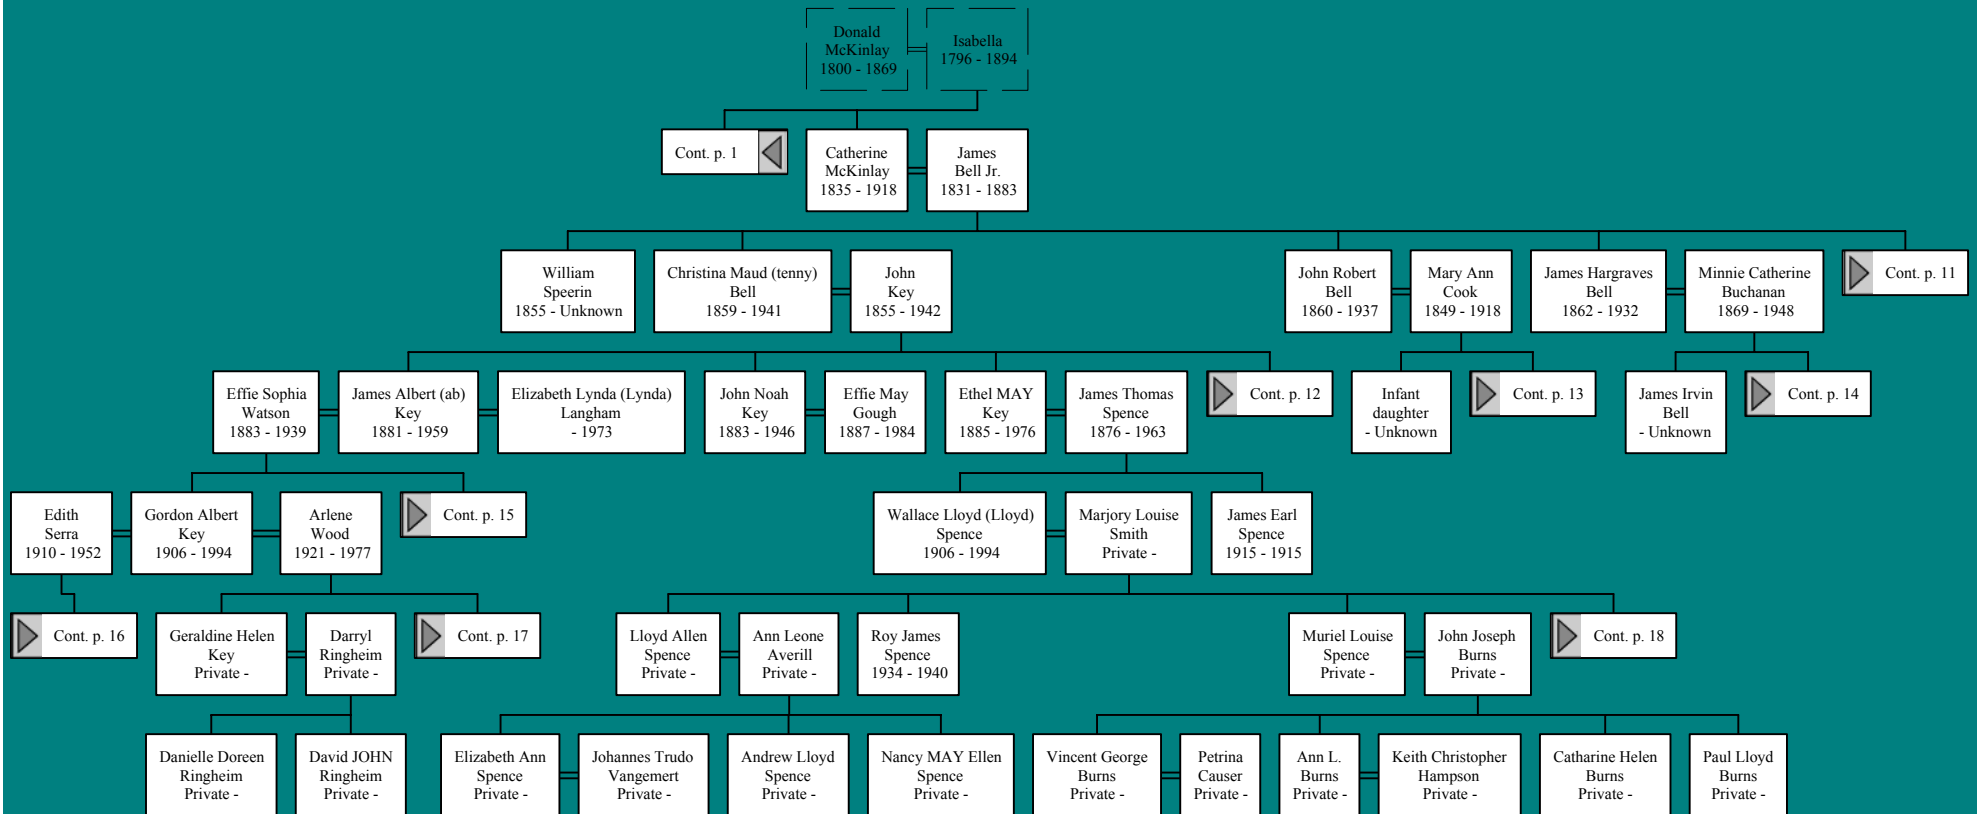 Donald
McKinlay
1800 - 1869
Isabella
1796 - 1894
Cont. p. 1
Catherine
McKinlay
1835 - 1918
James
Bell Jr.
1831 - 1883
William
Speerin
1855 - Unknown
Christina Maud (tenny)
Bell
1859 - 1941
John
Key
1855 - 1942
John Robert
Bell
1860 - 1937
Mary Ann
Cook
1849 - 1918
James Hargraves
Bell
1862 - 1932
Minnie Catherine
Buchanan
1869 - 1948
Cont. p. 11
Effie Sophia
Watson
1883 - 1939
James Albert (ab)
Key
1881 - 1959
Elizabeth Lynda (Lynda)
Langham
- 1973
John Noah
Key
1883 - 1946
Effie May
Gough
1887 - 1984
Ethel MAY
Key
1885 - 1976
James Thomas
Spence
1876 - 1963
Cont. p. 12
Infant
daughter
- Unknown
Cont. p. 13
James Irvin
Bell
- Unknown
Cont. p. 14
Edith
Serra
1910 - 1952
Gordon Albert
Key
1906 - 1994
Arlene
Wood
1921 - 1977
Cont. p. 15
Wallace Lloyd (Lloyd)
Spence
1906 - 1994
Marjory Louise
Smith
Private -
James Earl
Spence
1915 - 1915
Cont. p. 16
Geraldine Helen
Key
Private -
Darryl
Ringheim
Private -
Cont. p. 17
Lloyd Allen
Spence
Private -
Ann Leone
Averill
Private -
Roy James
Spence
1934 - 1940
Muriel Louise
Spence
Private -
John Joseph
Burns
Private -
Cont. p. 18
Danielle Doreen
Ringheim
Private -
David JOHN
Ringheim
Private -
Elizabeth Ann
Spence
Private -
Johannes Trudo
Vangemert
Private -
Andrew Lloyd
Spence
Private -
Nancy MAY Ellen
Spence
Private -
Vincent George
Burns
Private -
Petrina
Causer
Private -
Ann L.
Burns
Private -
Keith Christopher
Hampson
Private -
Catharine Helen
Burns
Private -
Paul Lloyd
Burns
Private -